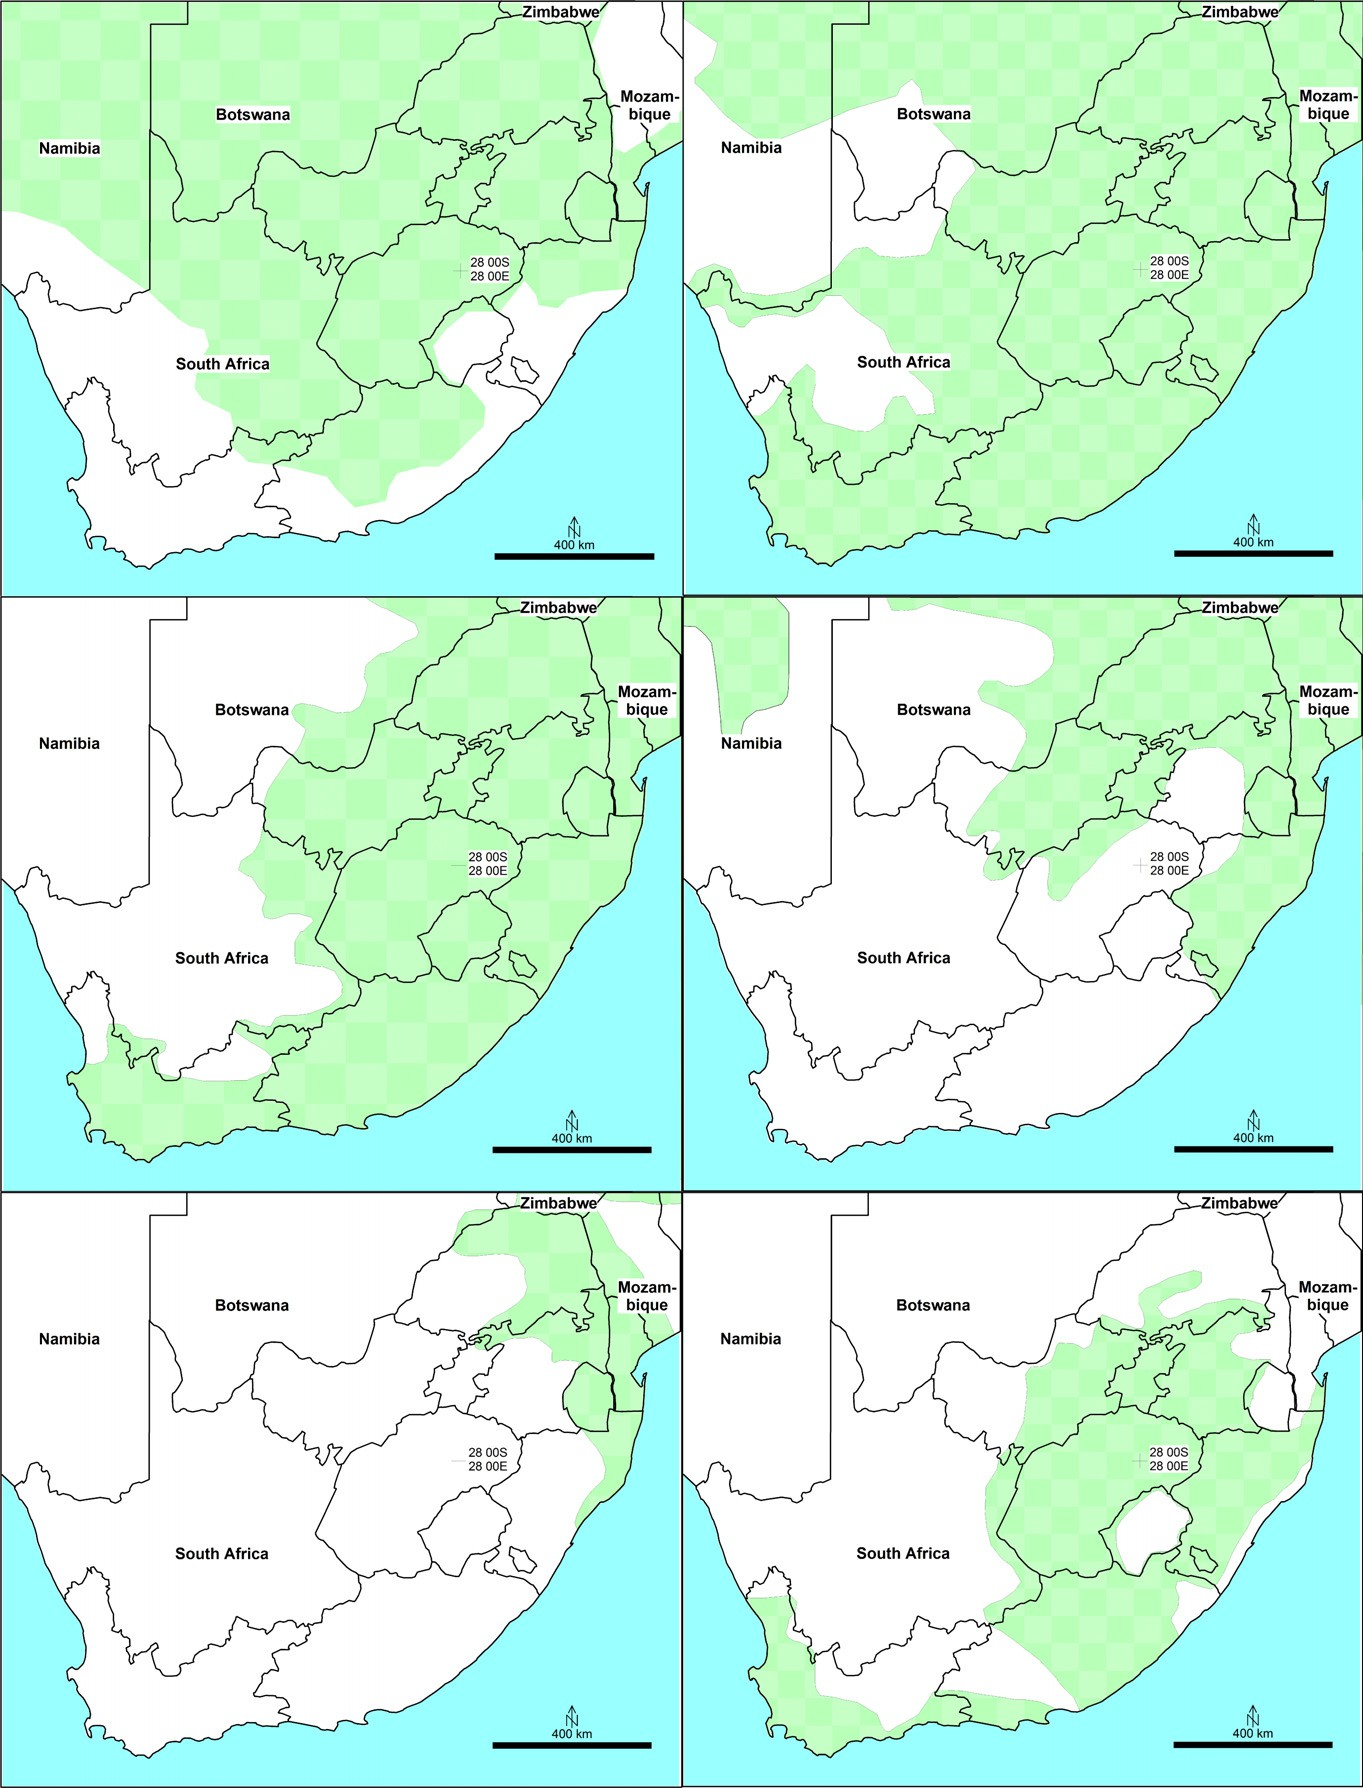 Zimbabwe
Mozam-
bique
Botswana
Namibia
28 00S
28 00E
South Africa
N
400 km
Zimbabwe
Mozam-
bique
Botswana
Namibia
28 00S
28 00E
South Africa
N
400 km
Zimbabwe
Mozam-
bique
Botswana
Namibia
28 00S
28 00E
South Africa
N
400 km
Zimbabwe
Mozam-
bique
Botswana
Namibia
28 00S
28 00E
South Africa
N
400 km
Zimbabwe
Mozam-
bique
Botswana
Namibia
28 00S
28 00E
South Africa
N
400 km
Zimbabwe
Mozam-
bique
Botswana
Namibia
28 00S
28 00E
South Africa
N
400 km